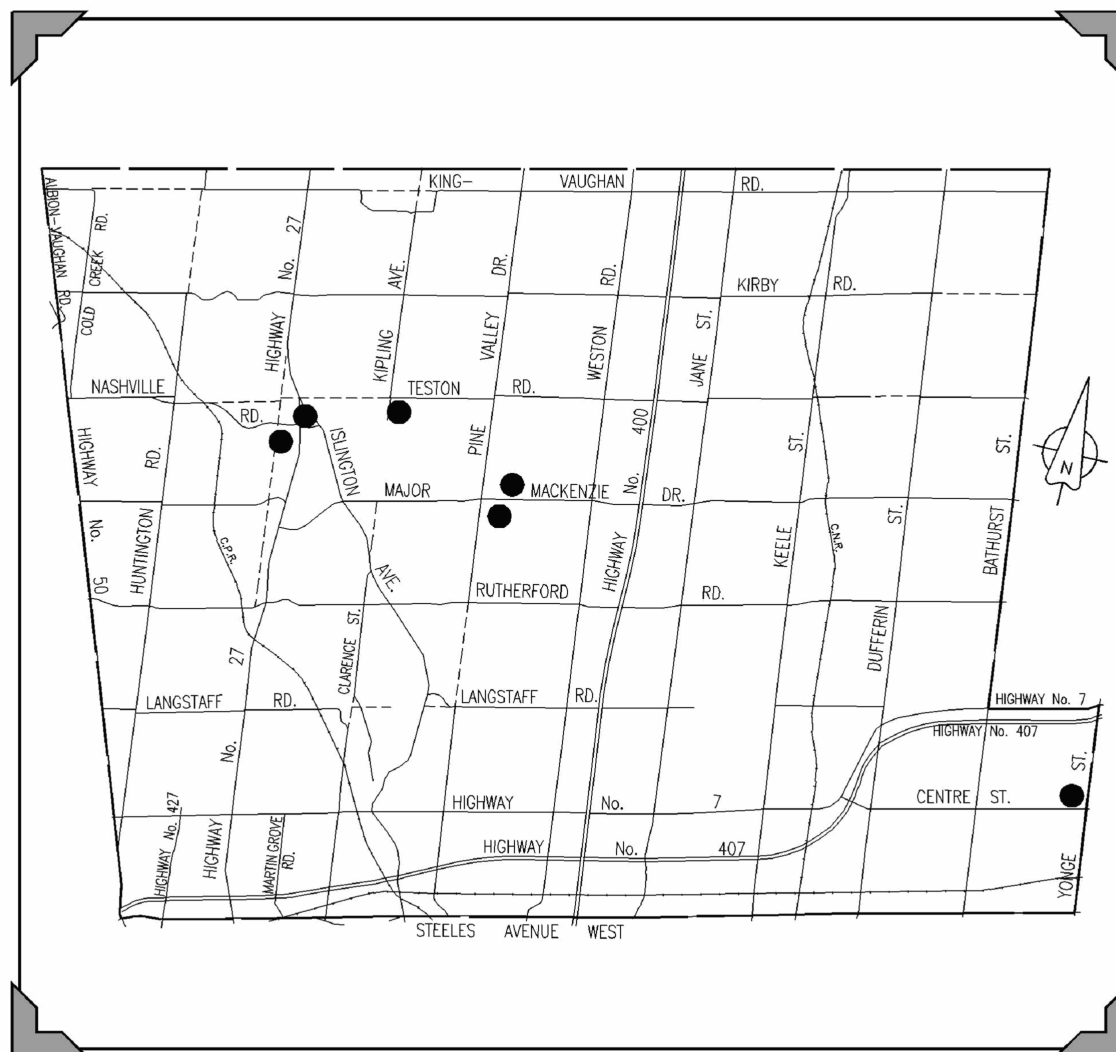 KING– VAUGHAN RD.
ALBION–VAUGHAN RD.
COLD CREEK RD.
HIGHWAY No. 27
KIPLING AVE.
PINE VALLEY DR.
WESTON RD.
JANE ST.
KIRBY RD.
NASHVILLE RD.
TESTON RD.
HIGHWAY No. 50
HUNTINGTON RD.
ISLINGTON AVE.
HIGHWAY No. 400
KEELE ST.
C.N.R.
DUFFERIN ST.
BATHURST ST.
N
MAJOR MACKENZIE DR.
C.P.R.
RUTHERFORD RD.
CLARENCE ST.
LANGSTAFF RD.
LANGSTAFF RD.
HIGHWAY No. 7
HIGHWAY No. 407
HIGHWAY No. 27
HIGHWAY No. 427
MARTIN GROVE RD.
HIGHWAY No. 7
CENTRE ST.
HIGHWAY No. 407
YONGE ST.
STEELES AVENUE WEST